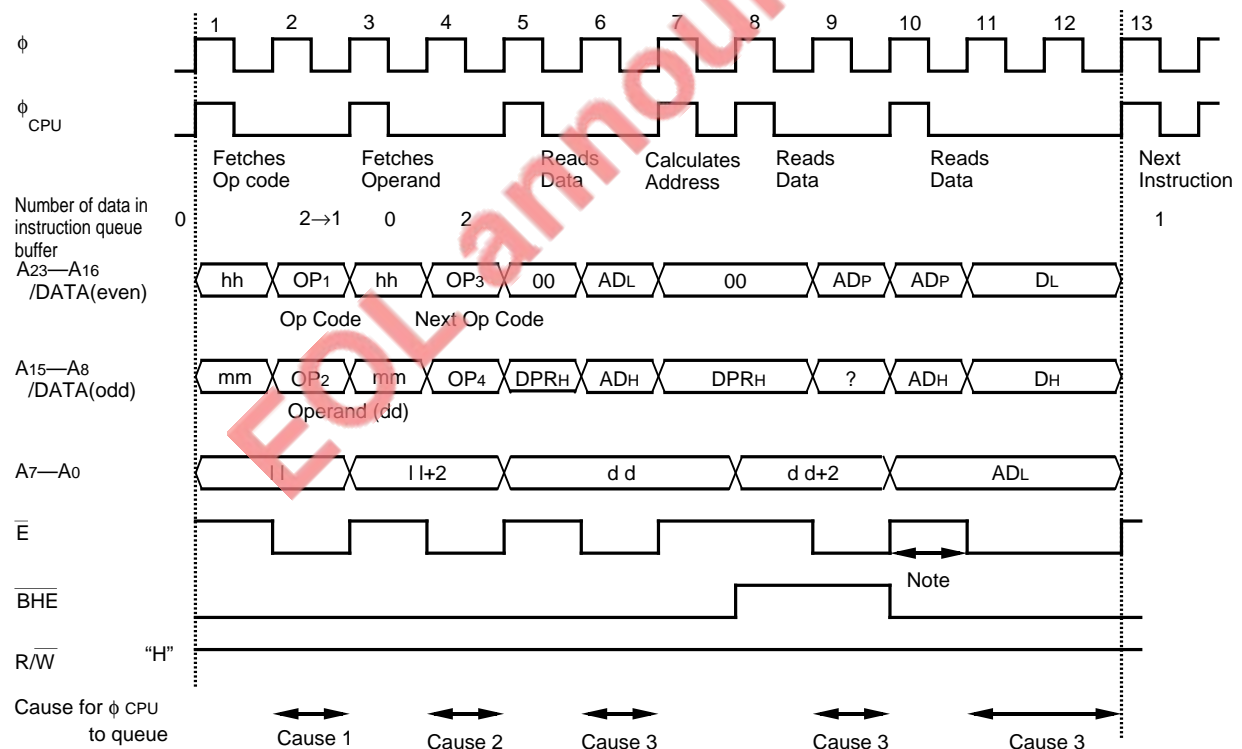 1 2 3 4 5 6 7 8 9 10 11 12 13
ϕ
ϕ CPU
Fetches Op code
Fetches Operand
Reads Data
Calculates Address
Reads Data
Reads Data
Next Instruction
Number of data in instruction queue buffer
0 2→1 0 2 1
A23—A16 /DATA(even)
hh OP1 hh OP3 00 ADL 00 ADP ADP DL
Op Code Next Op Code
A15—A8 /DATA(odd)
mm OP2 mm OP4 DPRH ADH DPRH ? ADH DH
Operand (dd)
A7—A0
l l l l+2 d d d d+2 ADL
E
Note
BHE
R/W “H”
Cause for ϕ CPU to queue
Cause 1 Cause 2 Cause 3 Cause 3 Cause 3
EOL announ